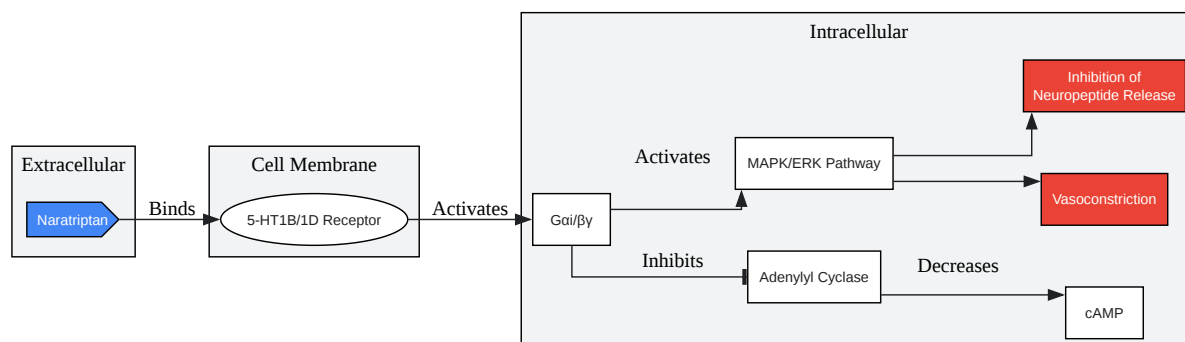 Intracellular
Inhibition of
Neuropeptide Release
Extracellular
Cell Membrane
Activates
MAPK/ERK Pathway
Naratriptan
Binds
5-HT1B/1D Receptor
Activates
Gαi/βγ
Vasoconstriction
Inhibits
Adenylyl Cyclase
Decreases
cAMP